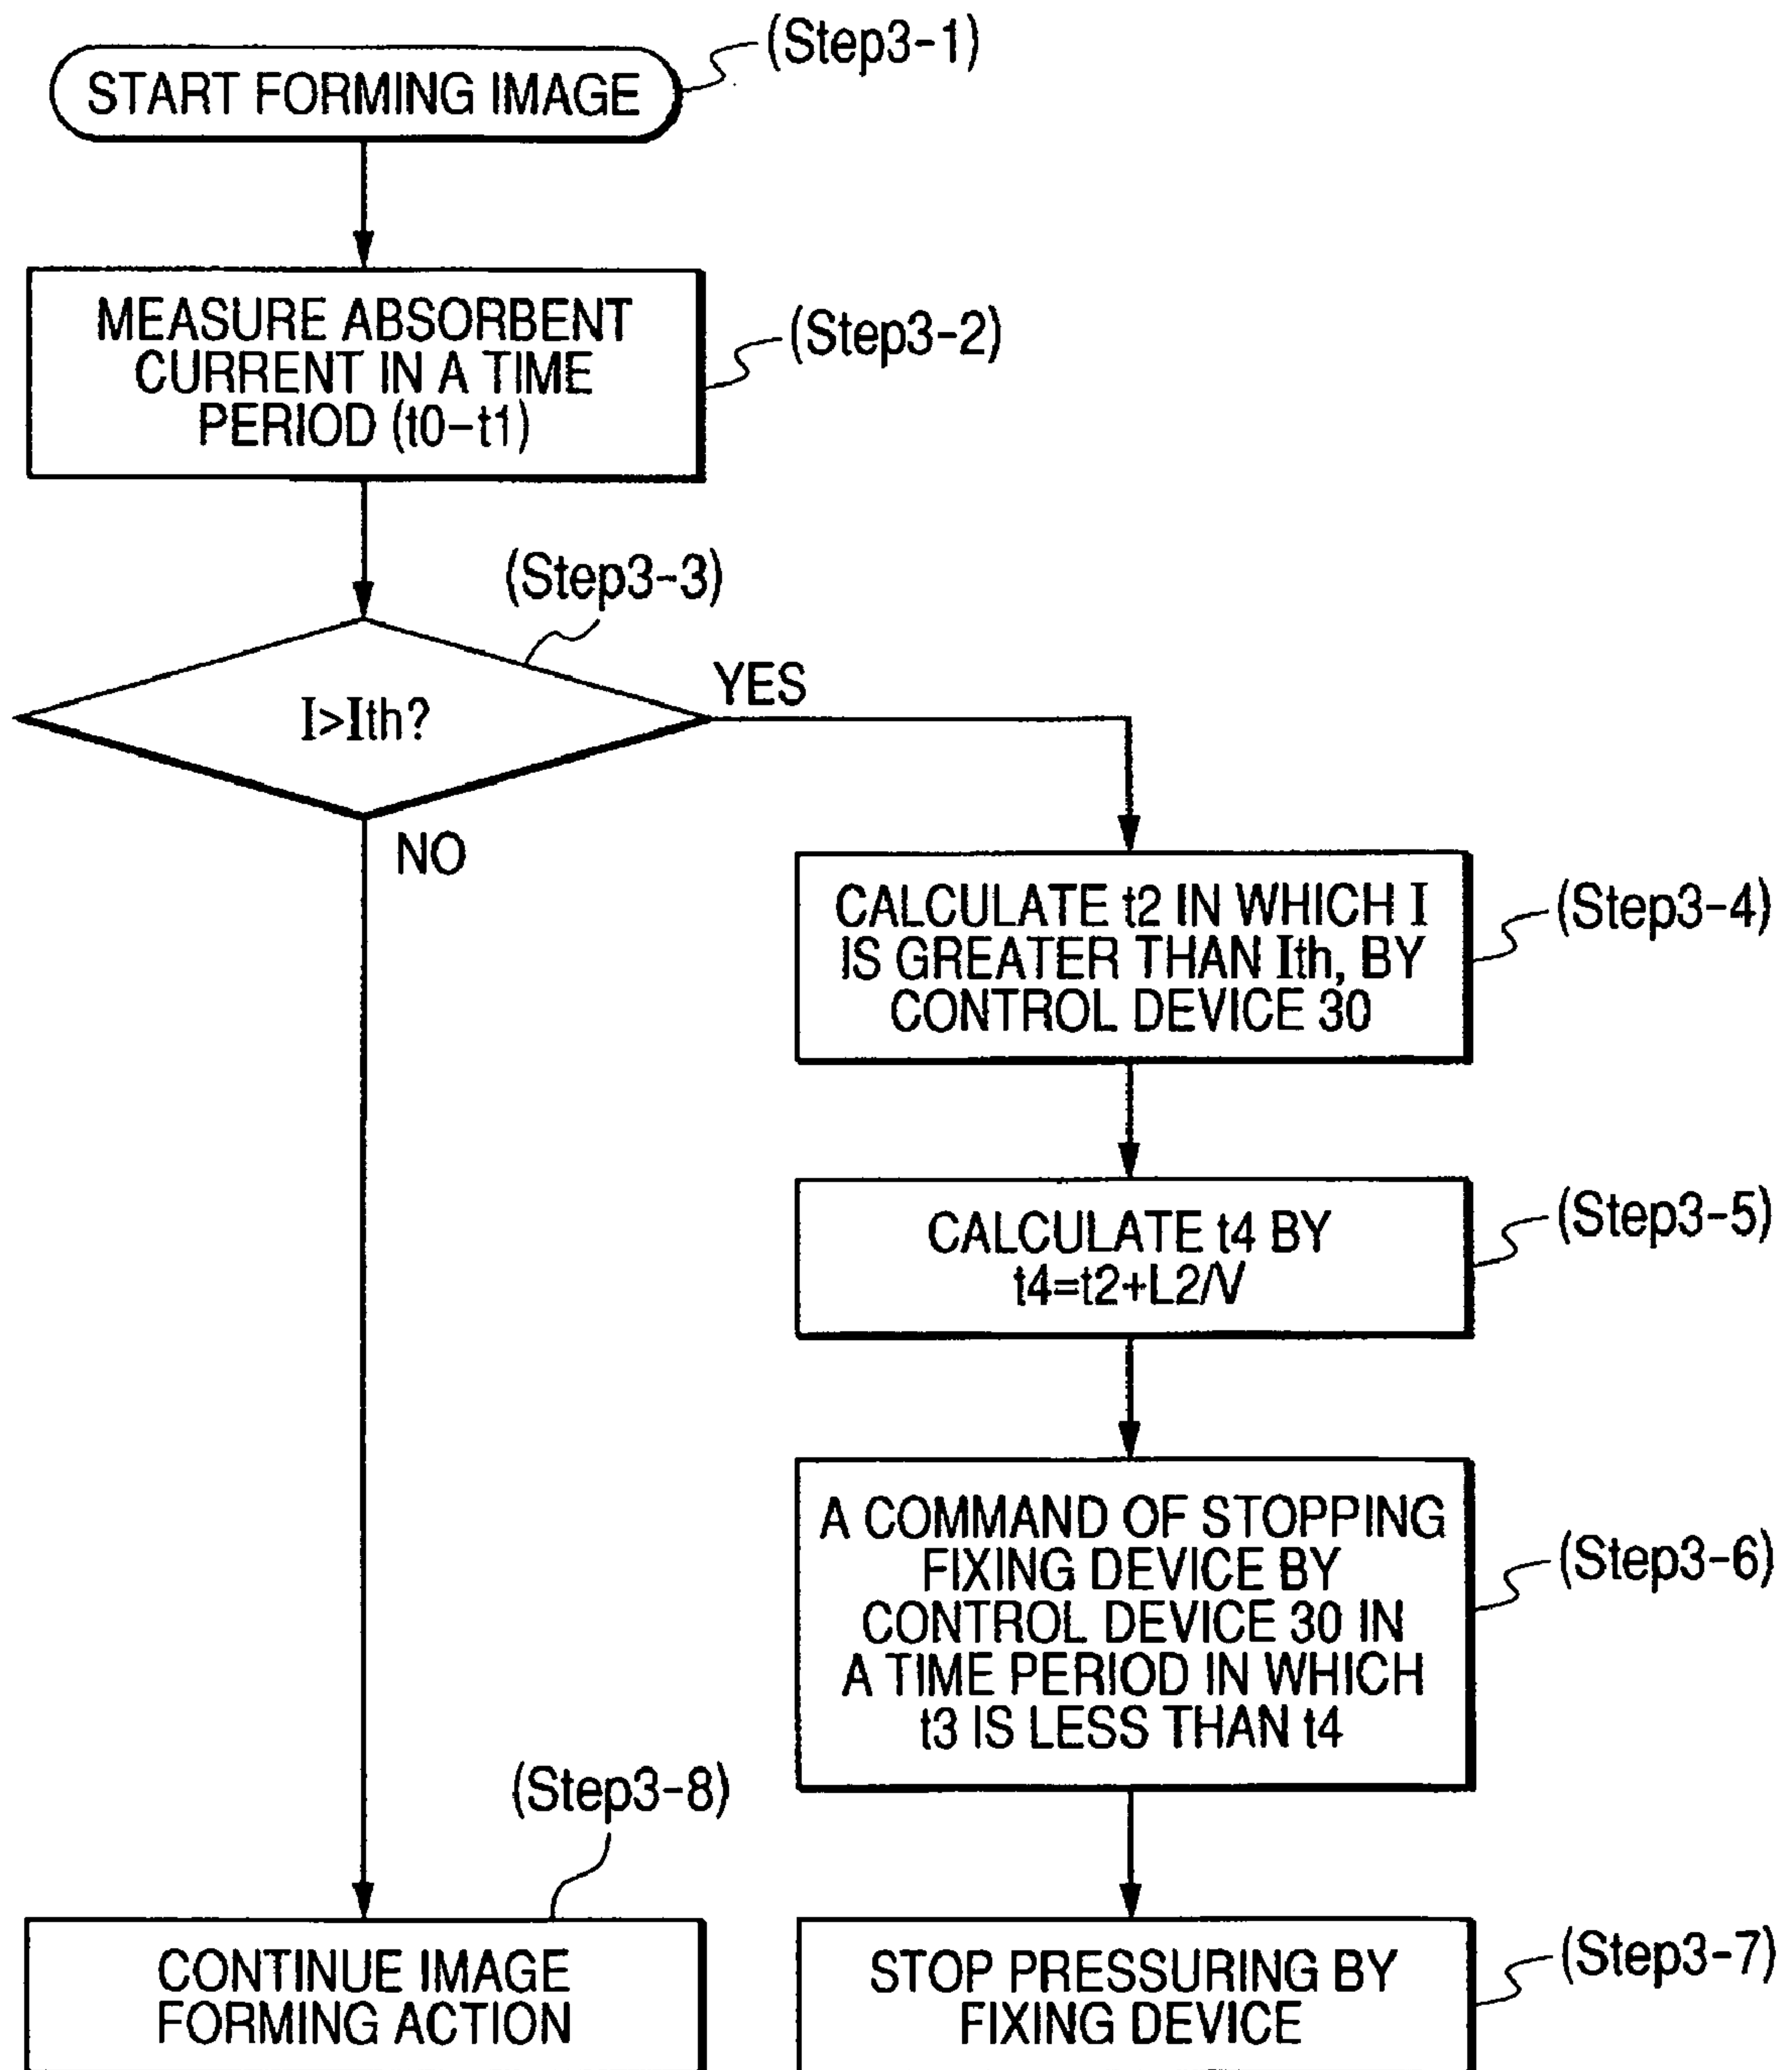 (Step3-1)
START FORMING IMAGE
MEASURE ABSORBENT
CURRENT IN A TIME
PERIOD (t0-t1)
(Step3-2)
(Step3-3)
I>Ith?
YES
NO
CALCULATE t2 IN WHICH I
IS GREATER THAN Ith, BY
CONTROL DEVICE 30
(Step3-4)
CALCULATE t4 BY
t4=t2+L2/V
(Step3-5)
A COMMAND OF STOPPING
FIXING DEVICE BY
CONTROL DEVICE 30 IN
A TIME PERIOD IN WHICH
t3 IS LESS THAN t4
(Step3-6)
(Step3-8)
CONTINUE IMAGE
FORMING ACTION
STOP PRESSURING BY
FIXING DEVICE
(Step3-7)